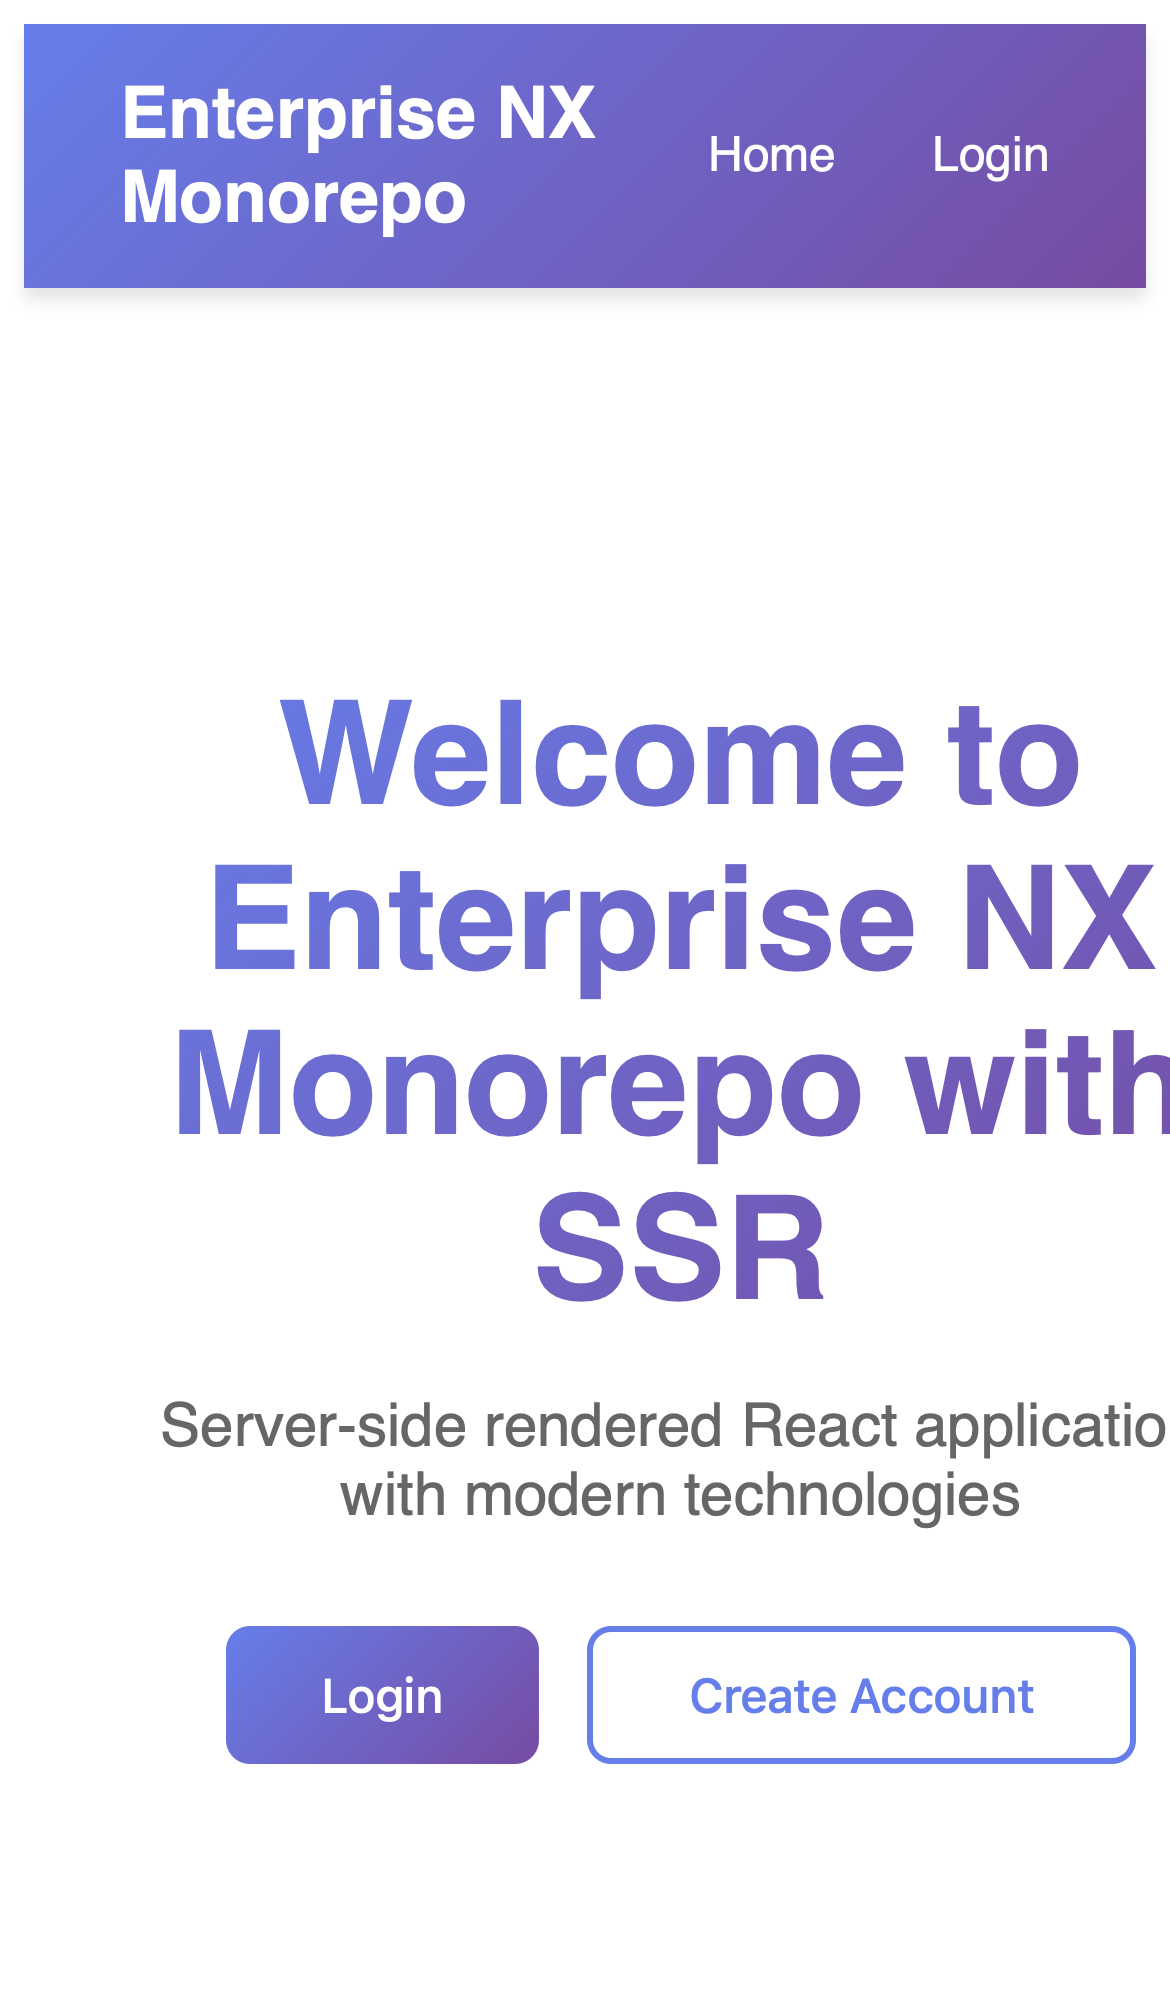 Enterprise NX
Monorepo
Home
Login
Welcome to
Enterprise NX
Monorepo with
SSR
Server-side rendered React applicatio
with modern technologies
Login
Create Account